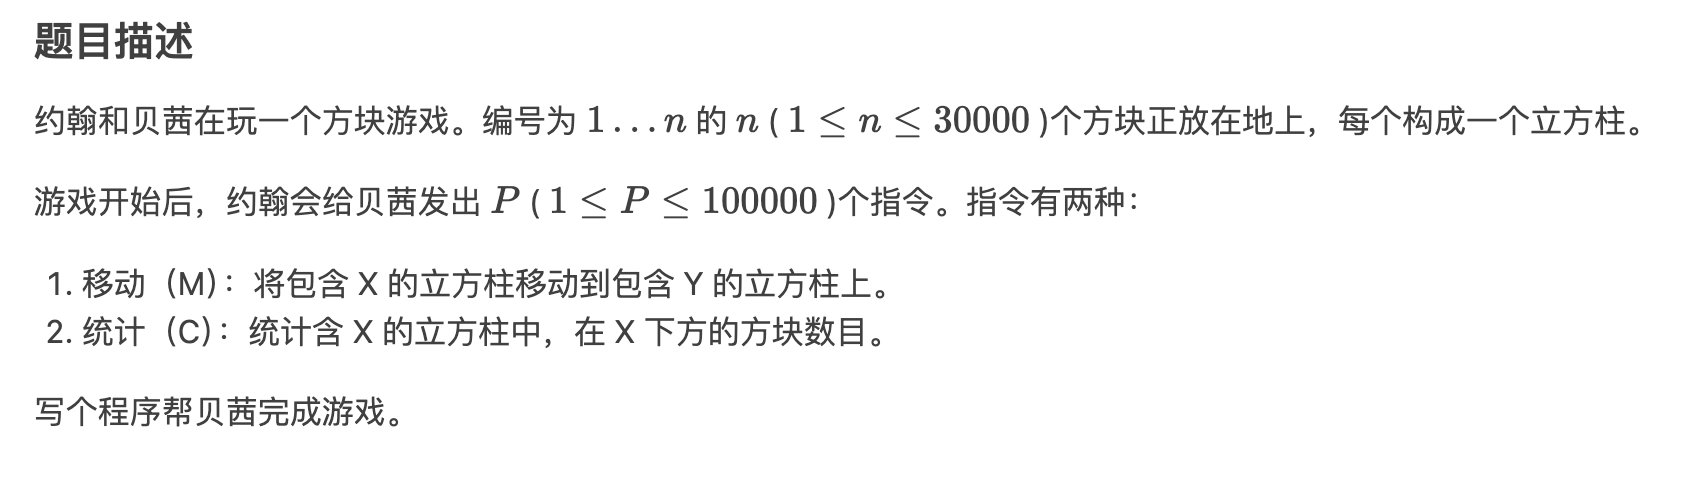 题目描述
约翰和贝茜在玩一个方块游戏。编号为 1…n 的 n ( 1 ≤ n ≤ 30000 )个方块正放在地上，每个构成一个立方柱。
游戏开始后，约翰会给贝茜发出 P ( 1 ≤ P ≤ 100000 )个指令。指令有两种：
1. 移动（M）：将包含 X 的立方柱移动到包含 Y 的立方柱上。
2. 统计（C）：统计含 X 的立方柱中，在 X 下方的方块数目。
写个程序帮贝茜完成游戏。